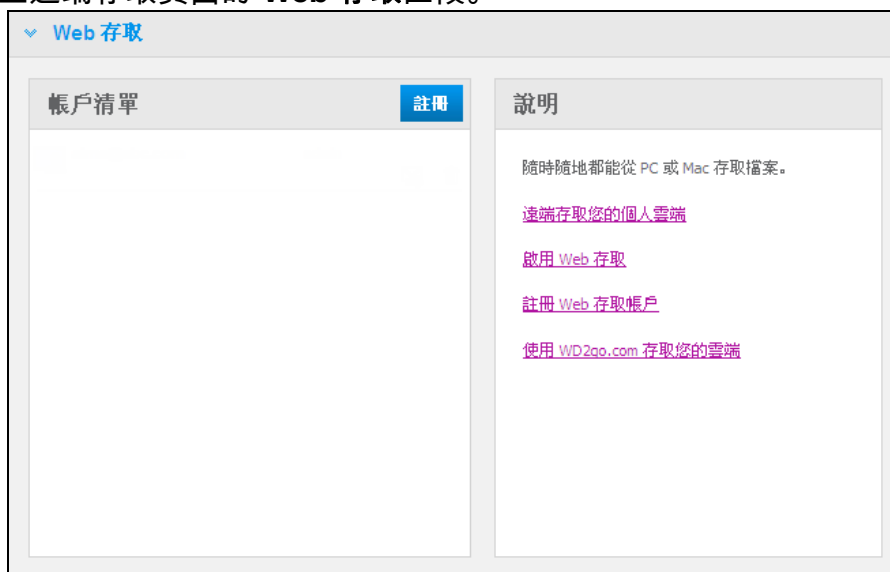 Web 存取
帳戶清單
註冊
說明
隨時隨地都能從 PC 或 Mac 存取檔案。
遠端存取您的個人雲端
啟用 Web 存取
註冊 Web 存取帳戶
使用 WD2go.com 存取您的雲端